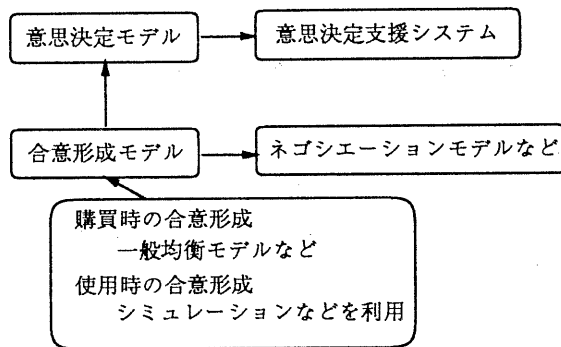 意思決定モデル
意思決定支援システム
合意形成モデル
ネゴシエーションモデルなど
購買時の合意形成
一般均衡モデルなど
使用時の合意形成
シミュレーションなどを利用